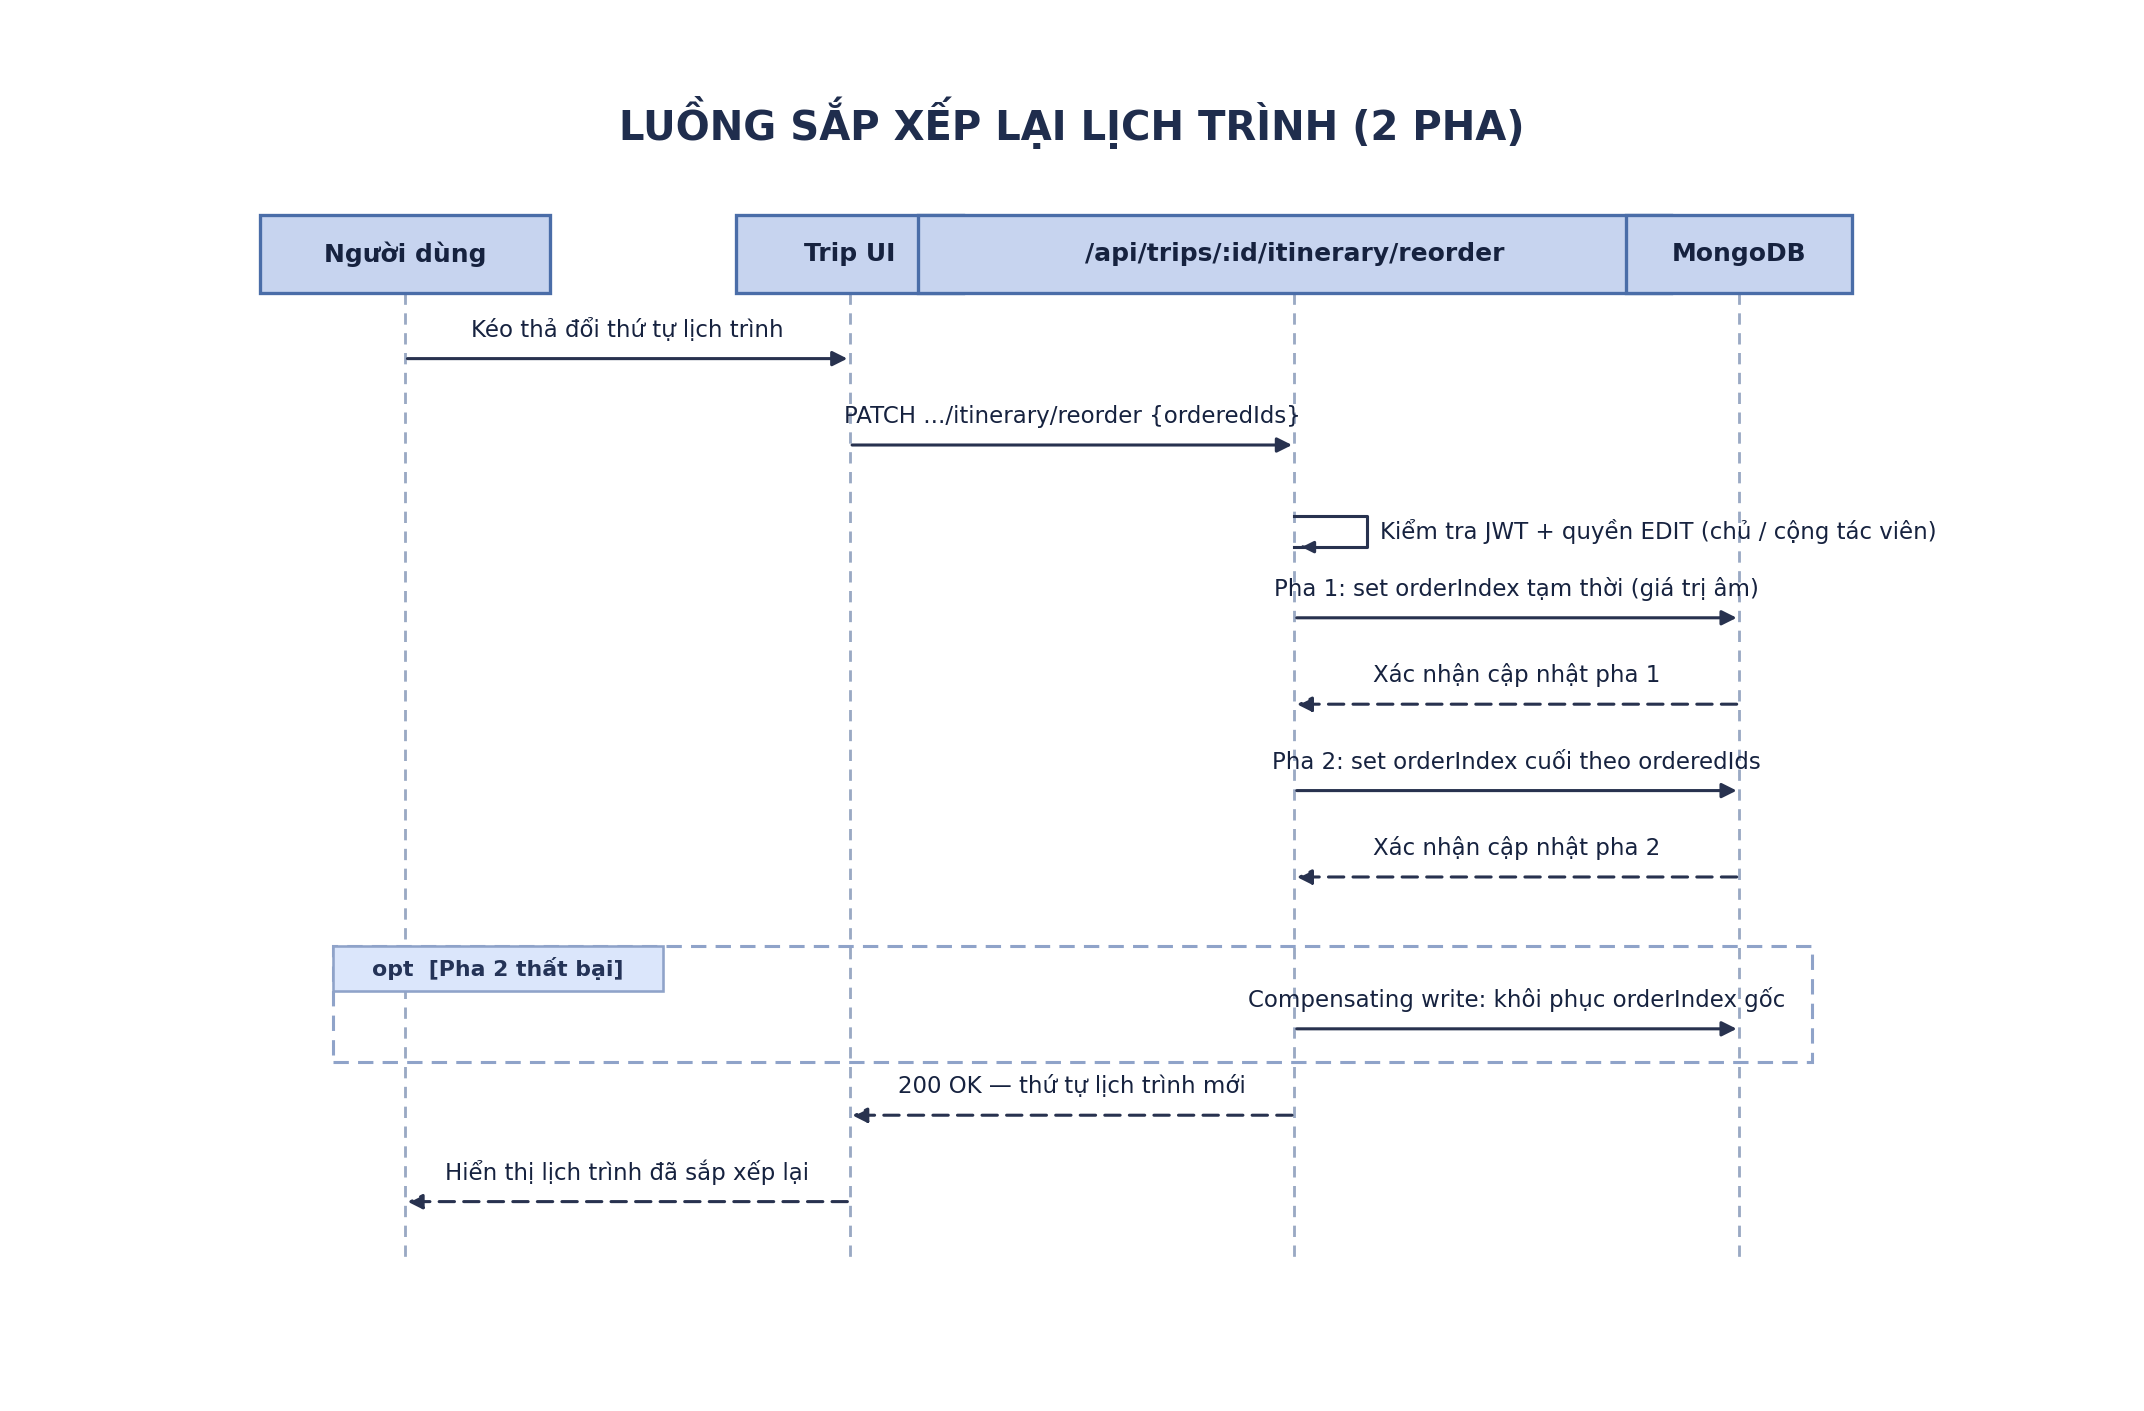 LUỒNG SẮP XẾP LẠI LỊCH TRÌNH (2 PHA)
Người dùng
Trip UI
/api/trips/:id/itinerary/reorder
MongoDB
Kéo thả đổi thứ tự lịch trình
PATCH .../itinerary/reorder {orderedIds}
Kiểm tra JWT + quyền EDIT (chủ / cộng tác viên)
Pha 1: set orderIndex tạm thời (giá trị âm)
Xác nhận cập nhật pha 1
Pha 2: set orderIndex cuối theo orderedIds
Xác nhận cập nhật pha 2
opt [Pha 2 thất bại]
Compensating write: khôi phục orderIndex gốc
200 OK — thứ tự lịch trình mới
Hiển thị lịch trình đã sắp xếp lại